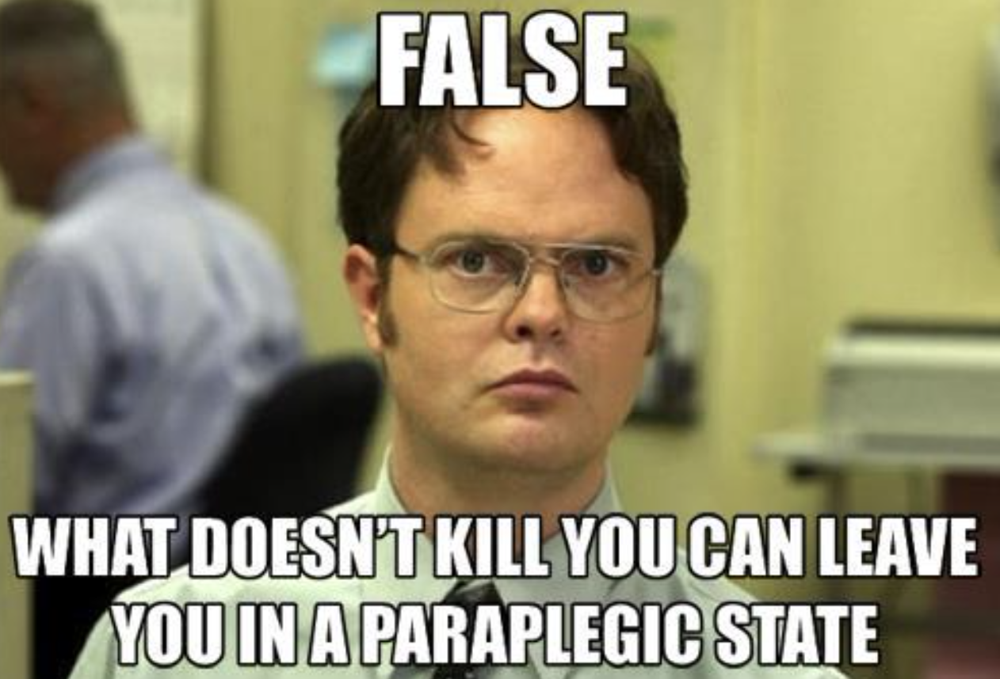 FALSE
WHAT DOESN'T KILL YOU CAN LEAVE
YOU IN A PARAPLEGIC STATE